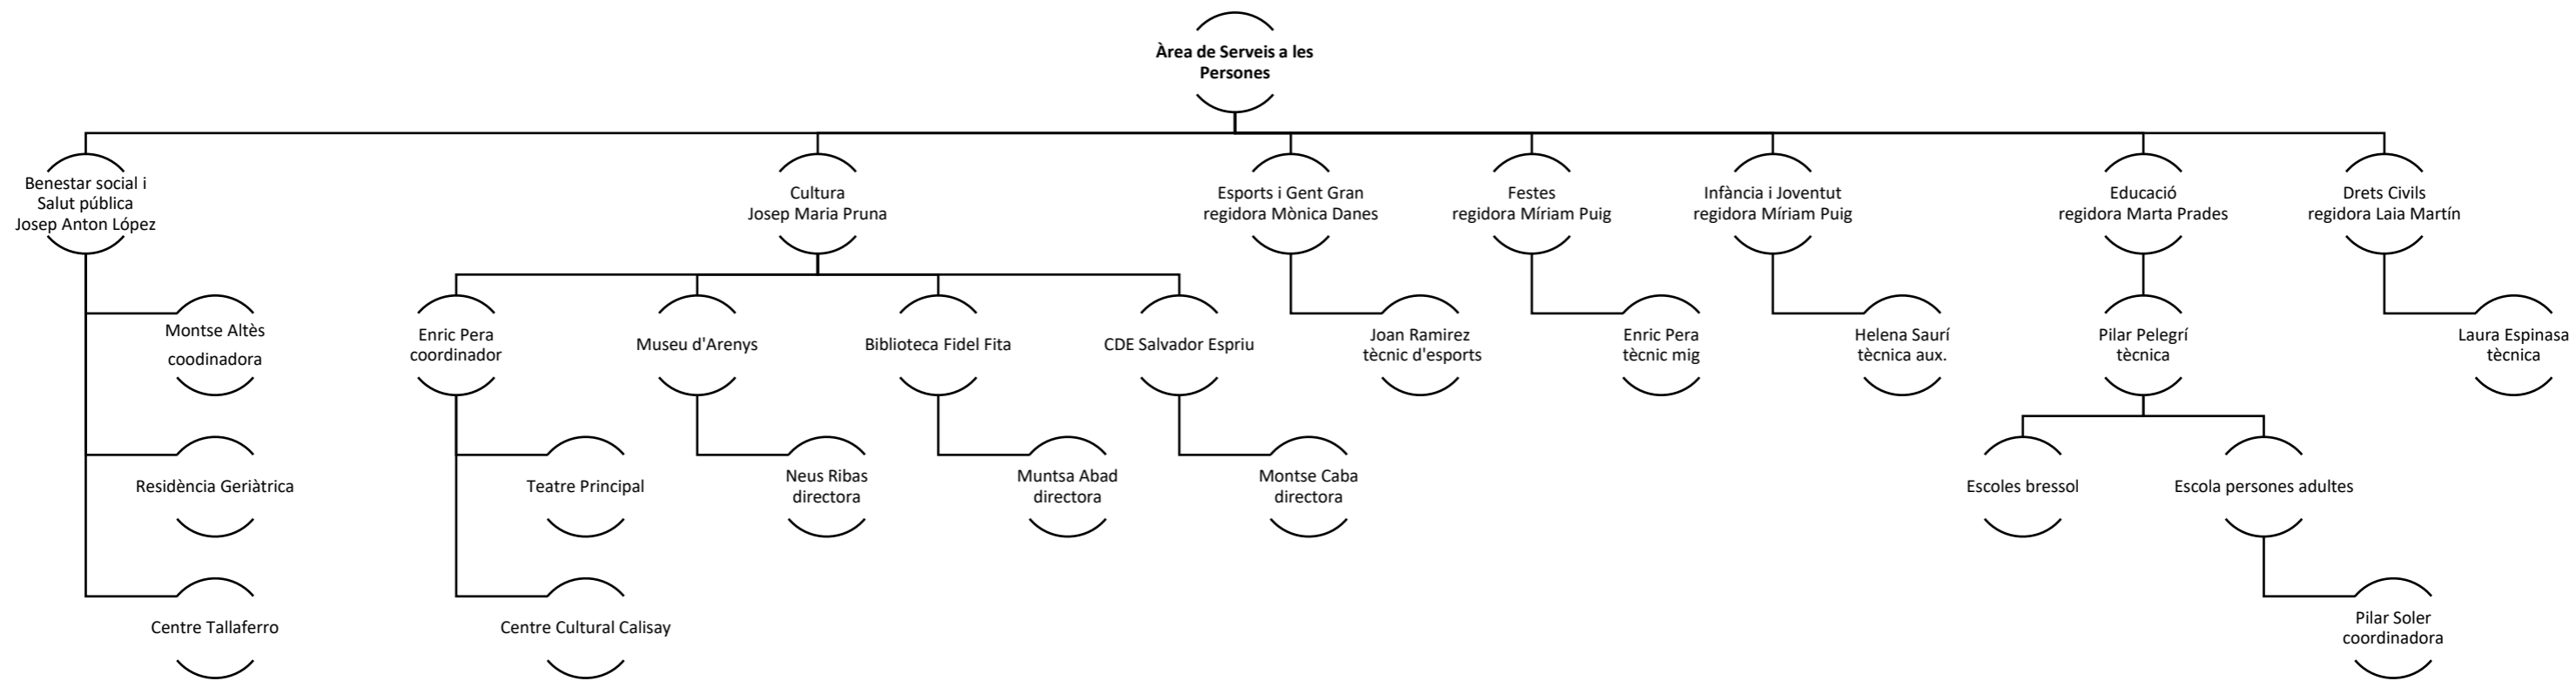 Àrea de Serveis a les
Persones
Benestar social i
Salut pública
Josep Anton López
Cultura
Josep Maria Pruna
Esports i Gent Gran
regidora Mònica Danes
Festes
regidora Míriam Puig
Infància i Joventut
regidora Míriam Puig
Educació
regidora Marta Prades
Drets Civils
regidora Laia Martín
Montse Altès
coodinadora
Enric Pera
coordinador
Museu d'Arenys
Biblioteca Fidel Fita
CDE Salvador Espriu
Joan Ramirez
tècnic d'esports
Enric Pera
tècnic mig
Helena Saurí
tècnica aux.
Pilar Pelegrí
tècnica
Laura Espinasa
tècnica
Residència Geriàtrica
Teatre Principal
Neus Ribas
directora
Muntsa Abad
directora
Montse Caba
directora
Escoles bressol
Escola persones adultes
Centre Tallaferro
Centre Cultural Calisay
Pilar Soler
coordinadora